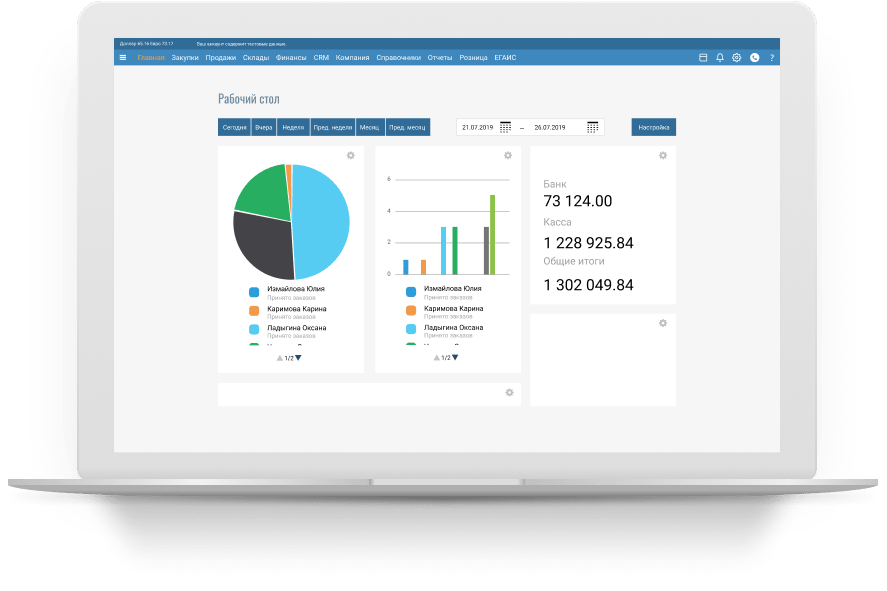 Доллар 65.16 Евро 73.17 Ваш аккаунт содержит тестовые данные.
Главная Закупки Продажи Склады Финансы CRM Кампания Справочники Отчеты Розница ЕГАИС ?
Рабочий стол
Сегодня Вчера Неделя Пред. неделя Месяц Пред. месяц 21.07.2019 – 26.07.2019 Настройка
Банк
73 124.00
Касса
1 228 925.84
Общие итоги
1 302 049.84
6
4
2
0
Измайлова Юлия
Принято заказов
Каримова Карина
Принято заказов
Ладыгина Оксана
Принято заказов
1/2
Измайлова Юлия
Принято заказов
Каримова Карина
Принято заказов
Ладыгина Оксана
Принято заказов
1/2